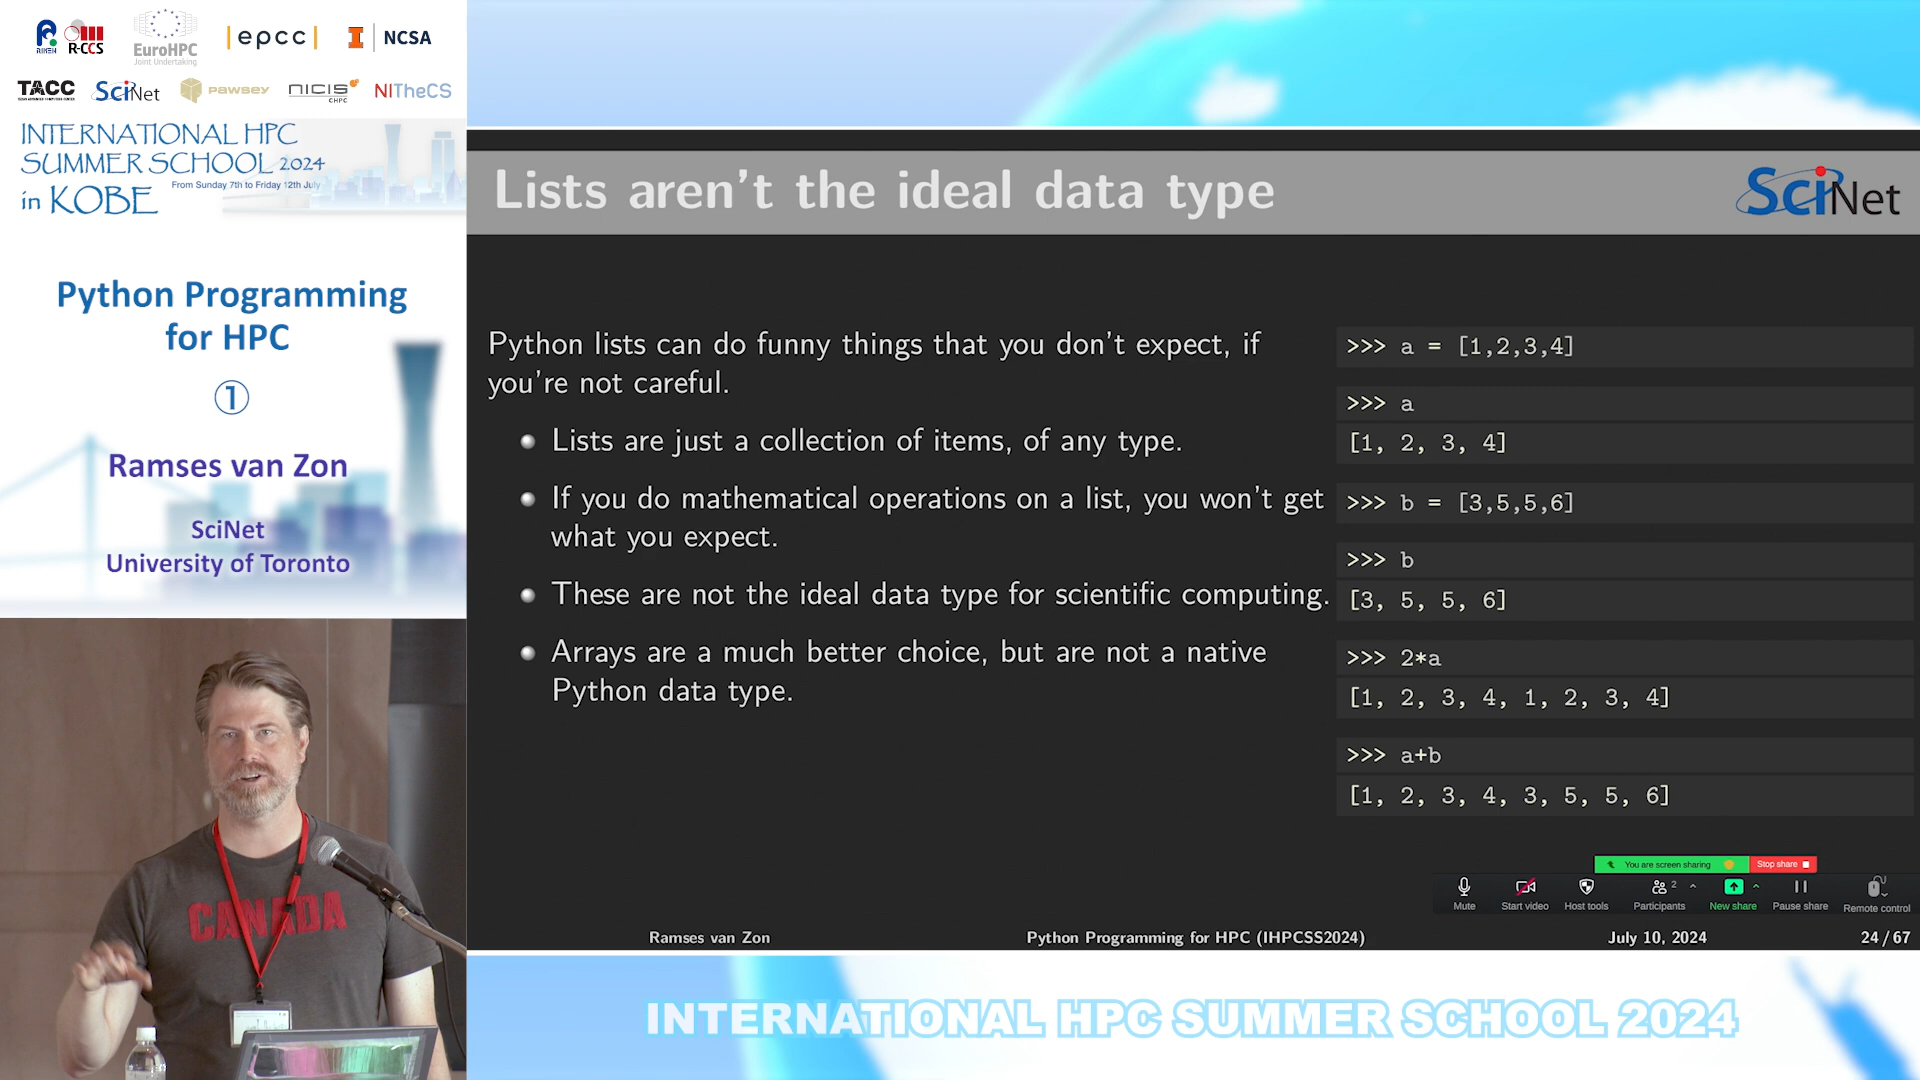 RIKEN
R-CCS
EuroHPC
Joint Undertaking
epcc
NCSA
TACC
SciNet
PAWSEY
NICIS
CHPC
NITheCS
INTERNATIONAL HPC
SUMMER SCHOOL 2024
From Sunday 7th to Friday 12th July
in KOBE
Python Programming
for HPC
①
Ramses van Zon
SciNet
University of Toronto
CANADA
Lists aren't the ideal data type
SciNet
Python lists can do funny things that you don't expect, if
you're not careful.
Lists are just a collection of items, of any type.
If you do mathematical operations on a list, you won't get
what you expect.
These are not the ideal data type for scientific computing.
Arrays are a much better choice, but are not a native
Python data type.
>>> a = [1,2,3,4]
>>> a
[1, 2, 3, 4]
>>> b = [3,5,5,6]
>>> b
[3, 5, 5, 6]
>>> 2*a
[1, 2, 3, 4, 1, 2, 3, 4]
>>> a+b
[1, 2, 3, 4, 3, 5, 5, 6]
You are screen sharing
Stop share
2
Mute
Start video
Host tools
Participants
New share
Pause share
Remote control
Ramses van Zon
Python Programming for HPC (IHPCSS2024)
July 10, 2024
24 / 67
INTERNATIONAL HPC SUMMER SCHOOL 2024